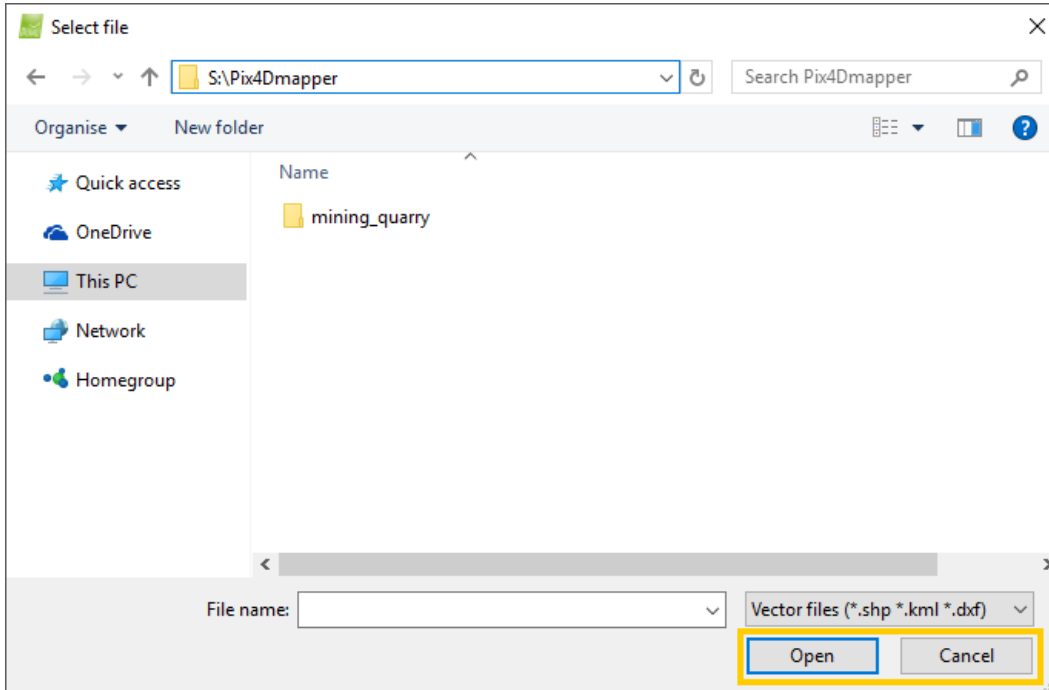 Select file
S:\Pix4Dmapper
Search Pix4Dmapper
Organise
New folder
?
Quick access
OneDrive
This PC
Network
Homegroup
Name
mining_quarry
File name:
Vector files (*.shp *.kml *.dxf)
Open
Cancel